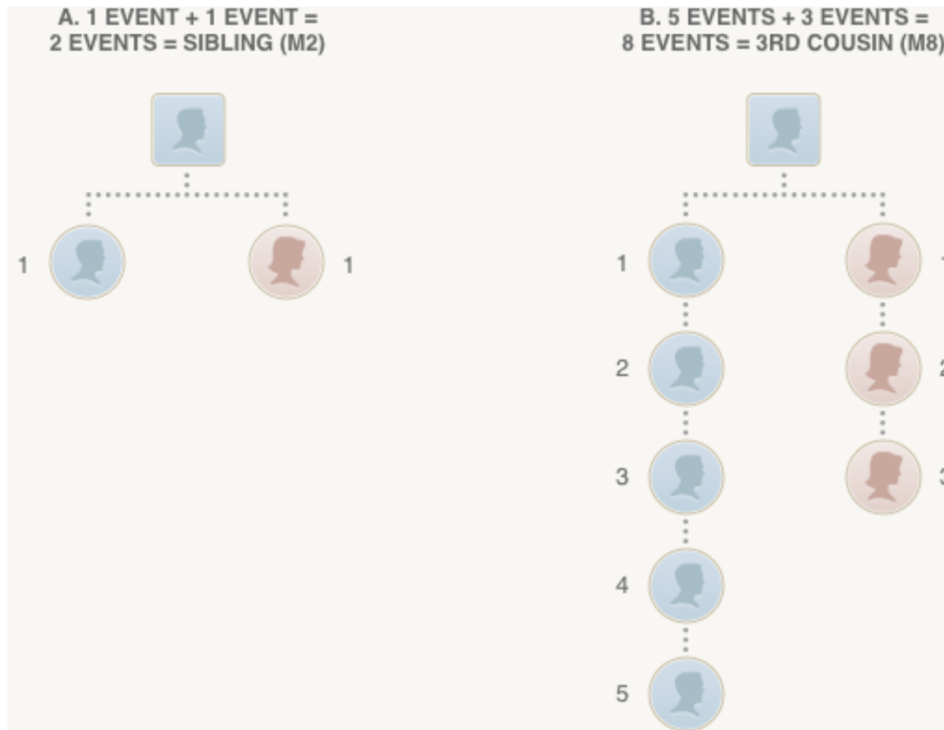 A. 1 EVENT + 1 EVENT =
2 EVENTS = SIBLING (M2)
1
1
B. 5 EVENTS + 3 EVENTS =
8 EVENTS = 3RD COUSIN (M8)
1
2
3
4
5